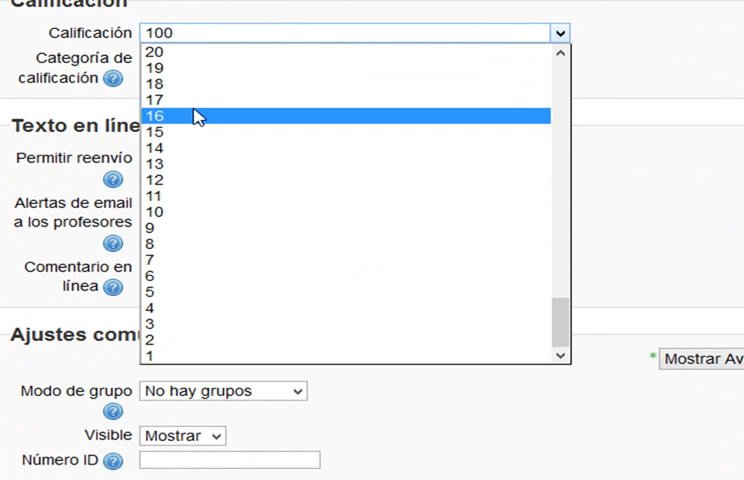 Calificación
Calificación 100
Categoría de
calificación
20
19
18
17
16
15
14
13
12
11
10
9
8
7
6
5
4
3
2
1
Texto en líne
Permitir reenvío
Alertas de email
a los profesores
Comentario en
línea
Ajustes comu
* Mostrar Av
Modo de grupo No hay grupos
Visible Mostrar
Número ID